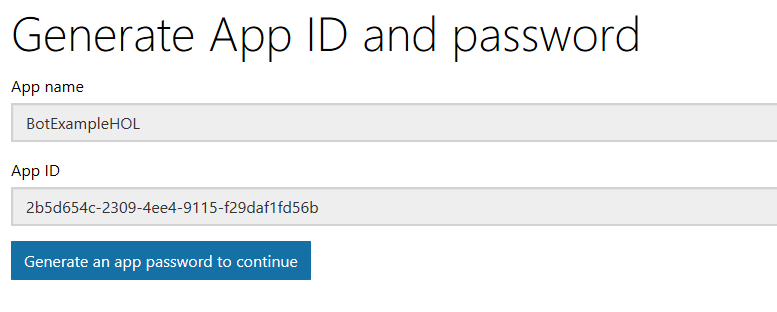 Generate App ID and password
App name
BotExampleHOL
App ID
2b5d654c-2309-4ee4-9115-f29daf1fd56b
Generate an app password to continue